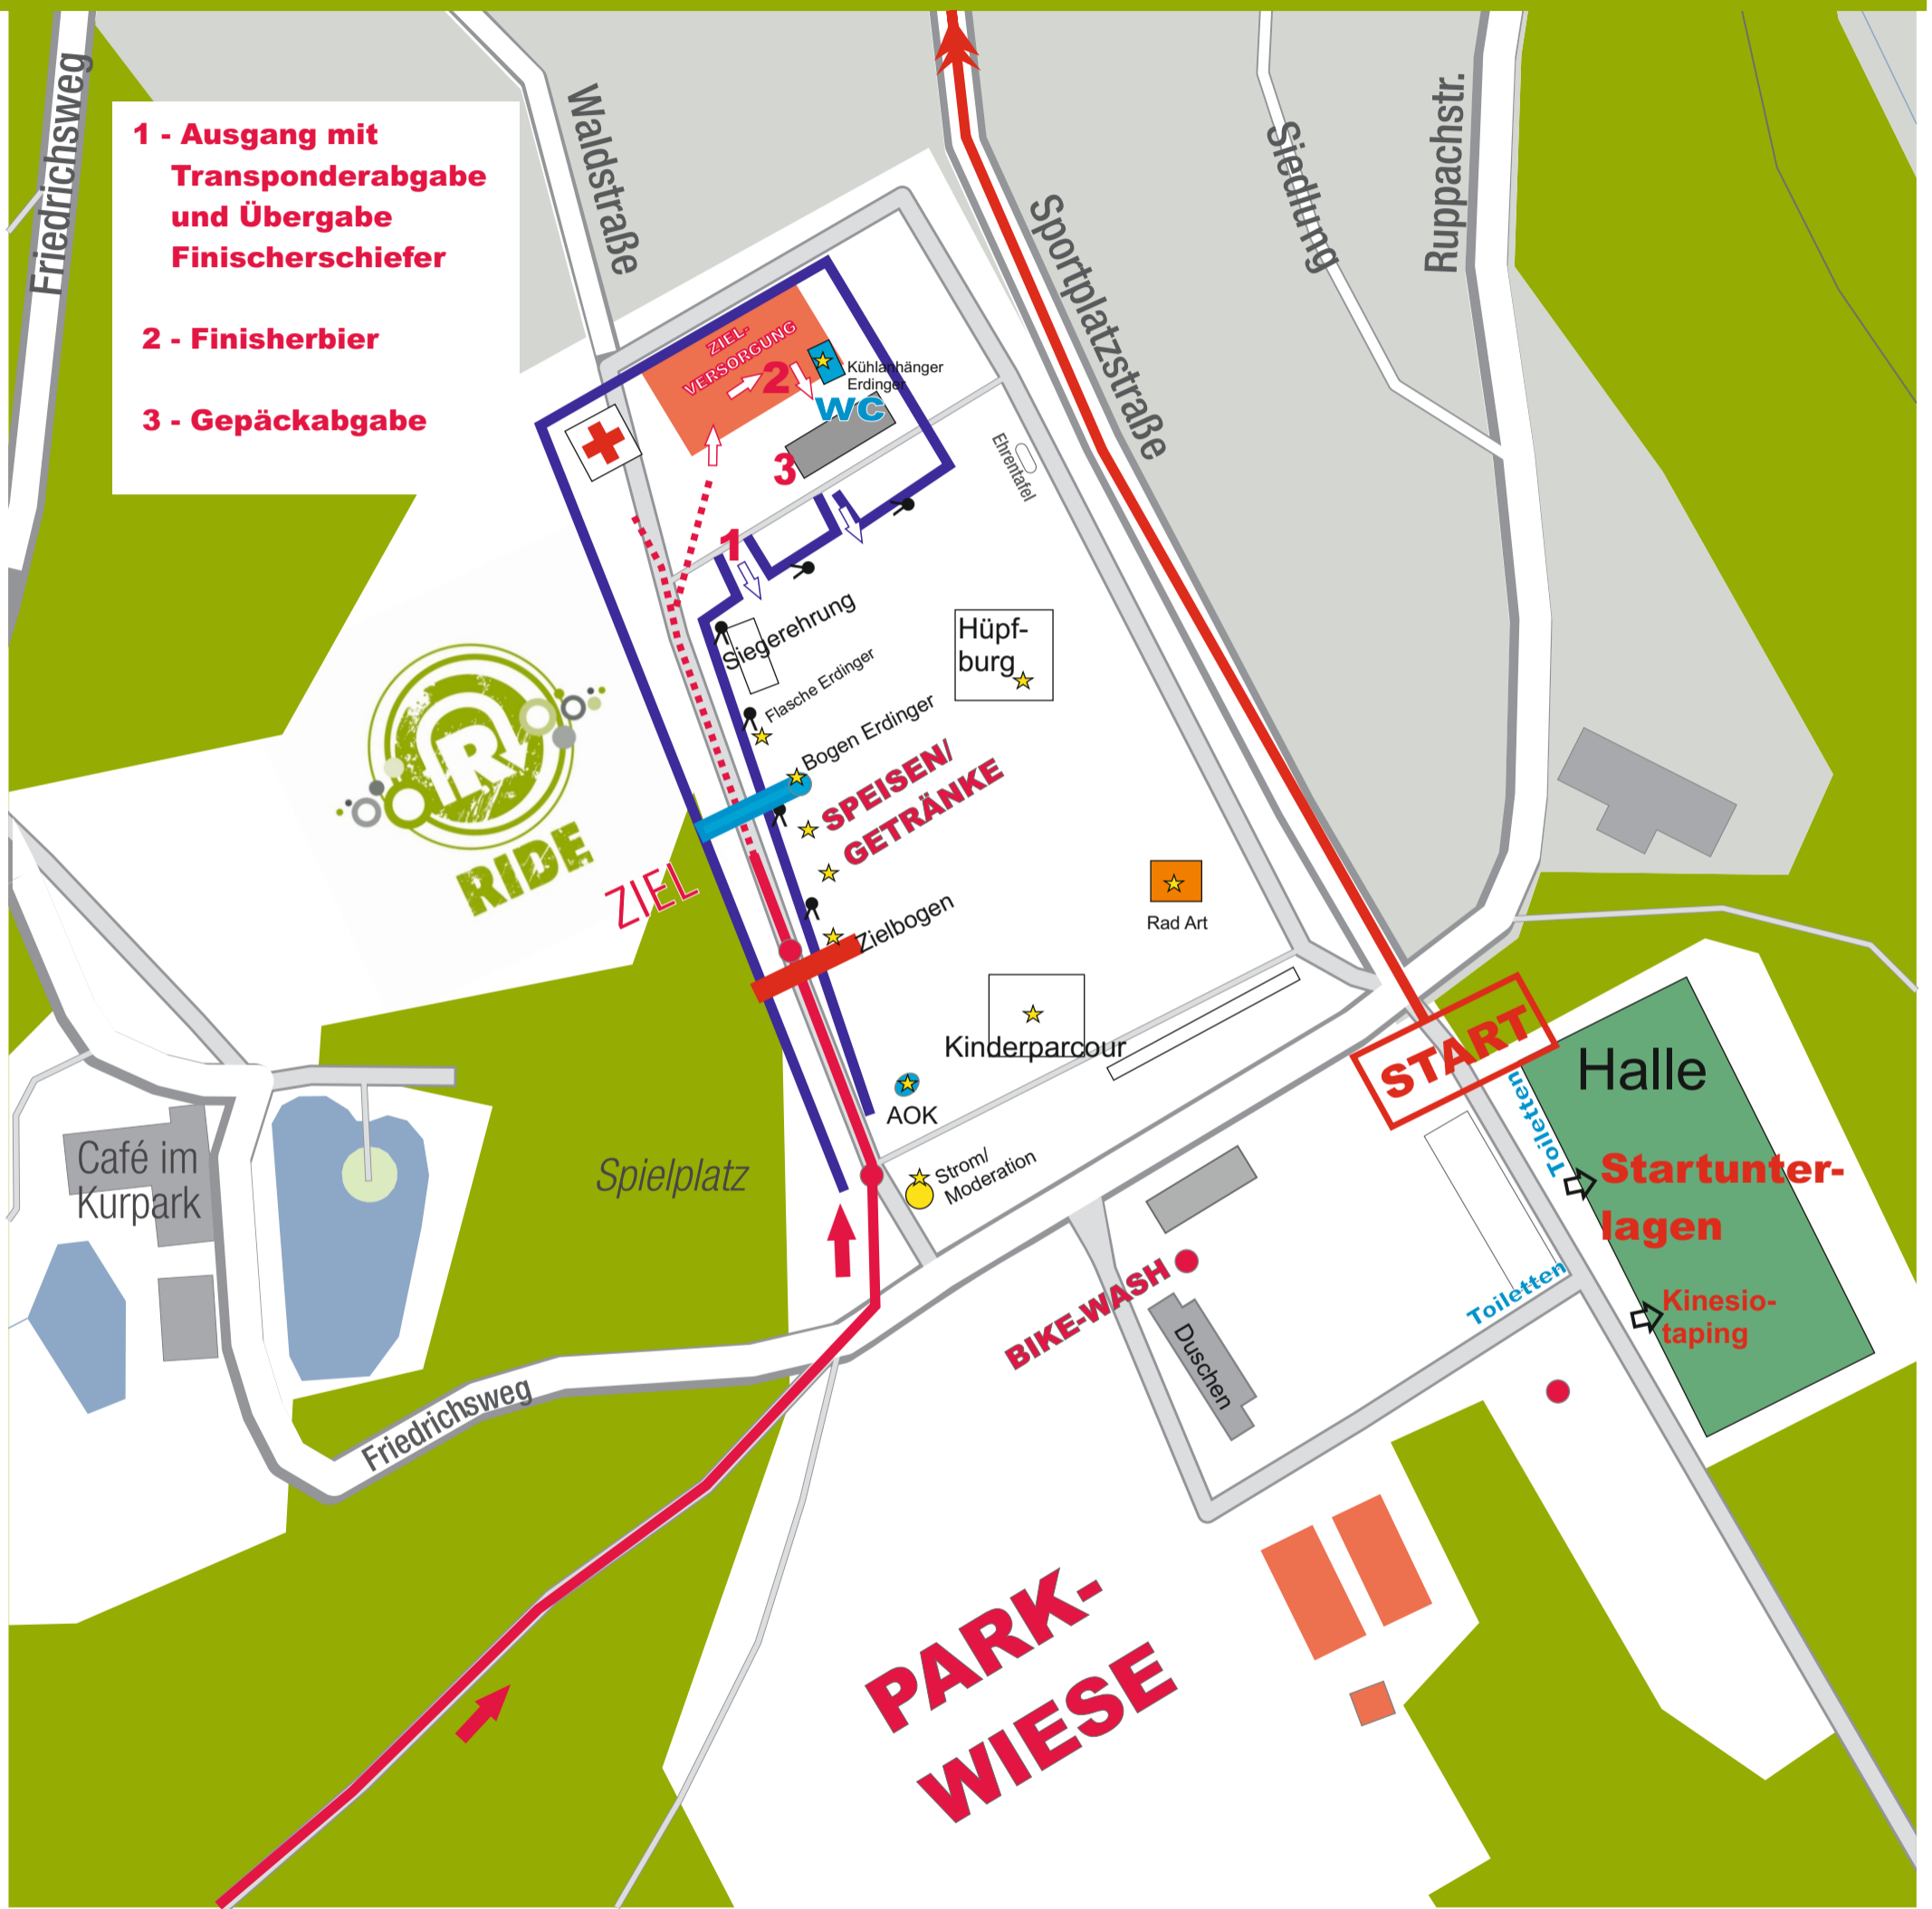 Friedrichsweg
1 - Ausgang mit
Transponderabgabe
und Übergabe
Finischerschiefer
2 - Finisherbier
3 - Gepäckabgabe
Waldstraße
Sportplatzstraße
Siedlung
Ruppachstr.
ZIEL-
VERSORGUNG
2
Kühlanhänger
Erdinger
WC
3
Ehrentafel
1
Siegerehrung
Flasche Erdinger
Bogen Erdinger
Hüpf-
burg
SPEISEN/
GETRÄNKE
R
RIDE
ZIEL
Zielbogen
Rad Art
Kinderparcour
AOK
START
Halle
Toiletten
Startunter-
lagen
Café im
Kurpark
Spielplatz
Strom/
Moderation
BIKE-WASH
Toiletten
Kinesio-
taping
Duschen
Friedrichsweg
PARK-
WIESE